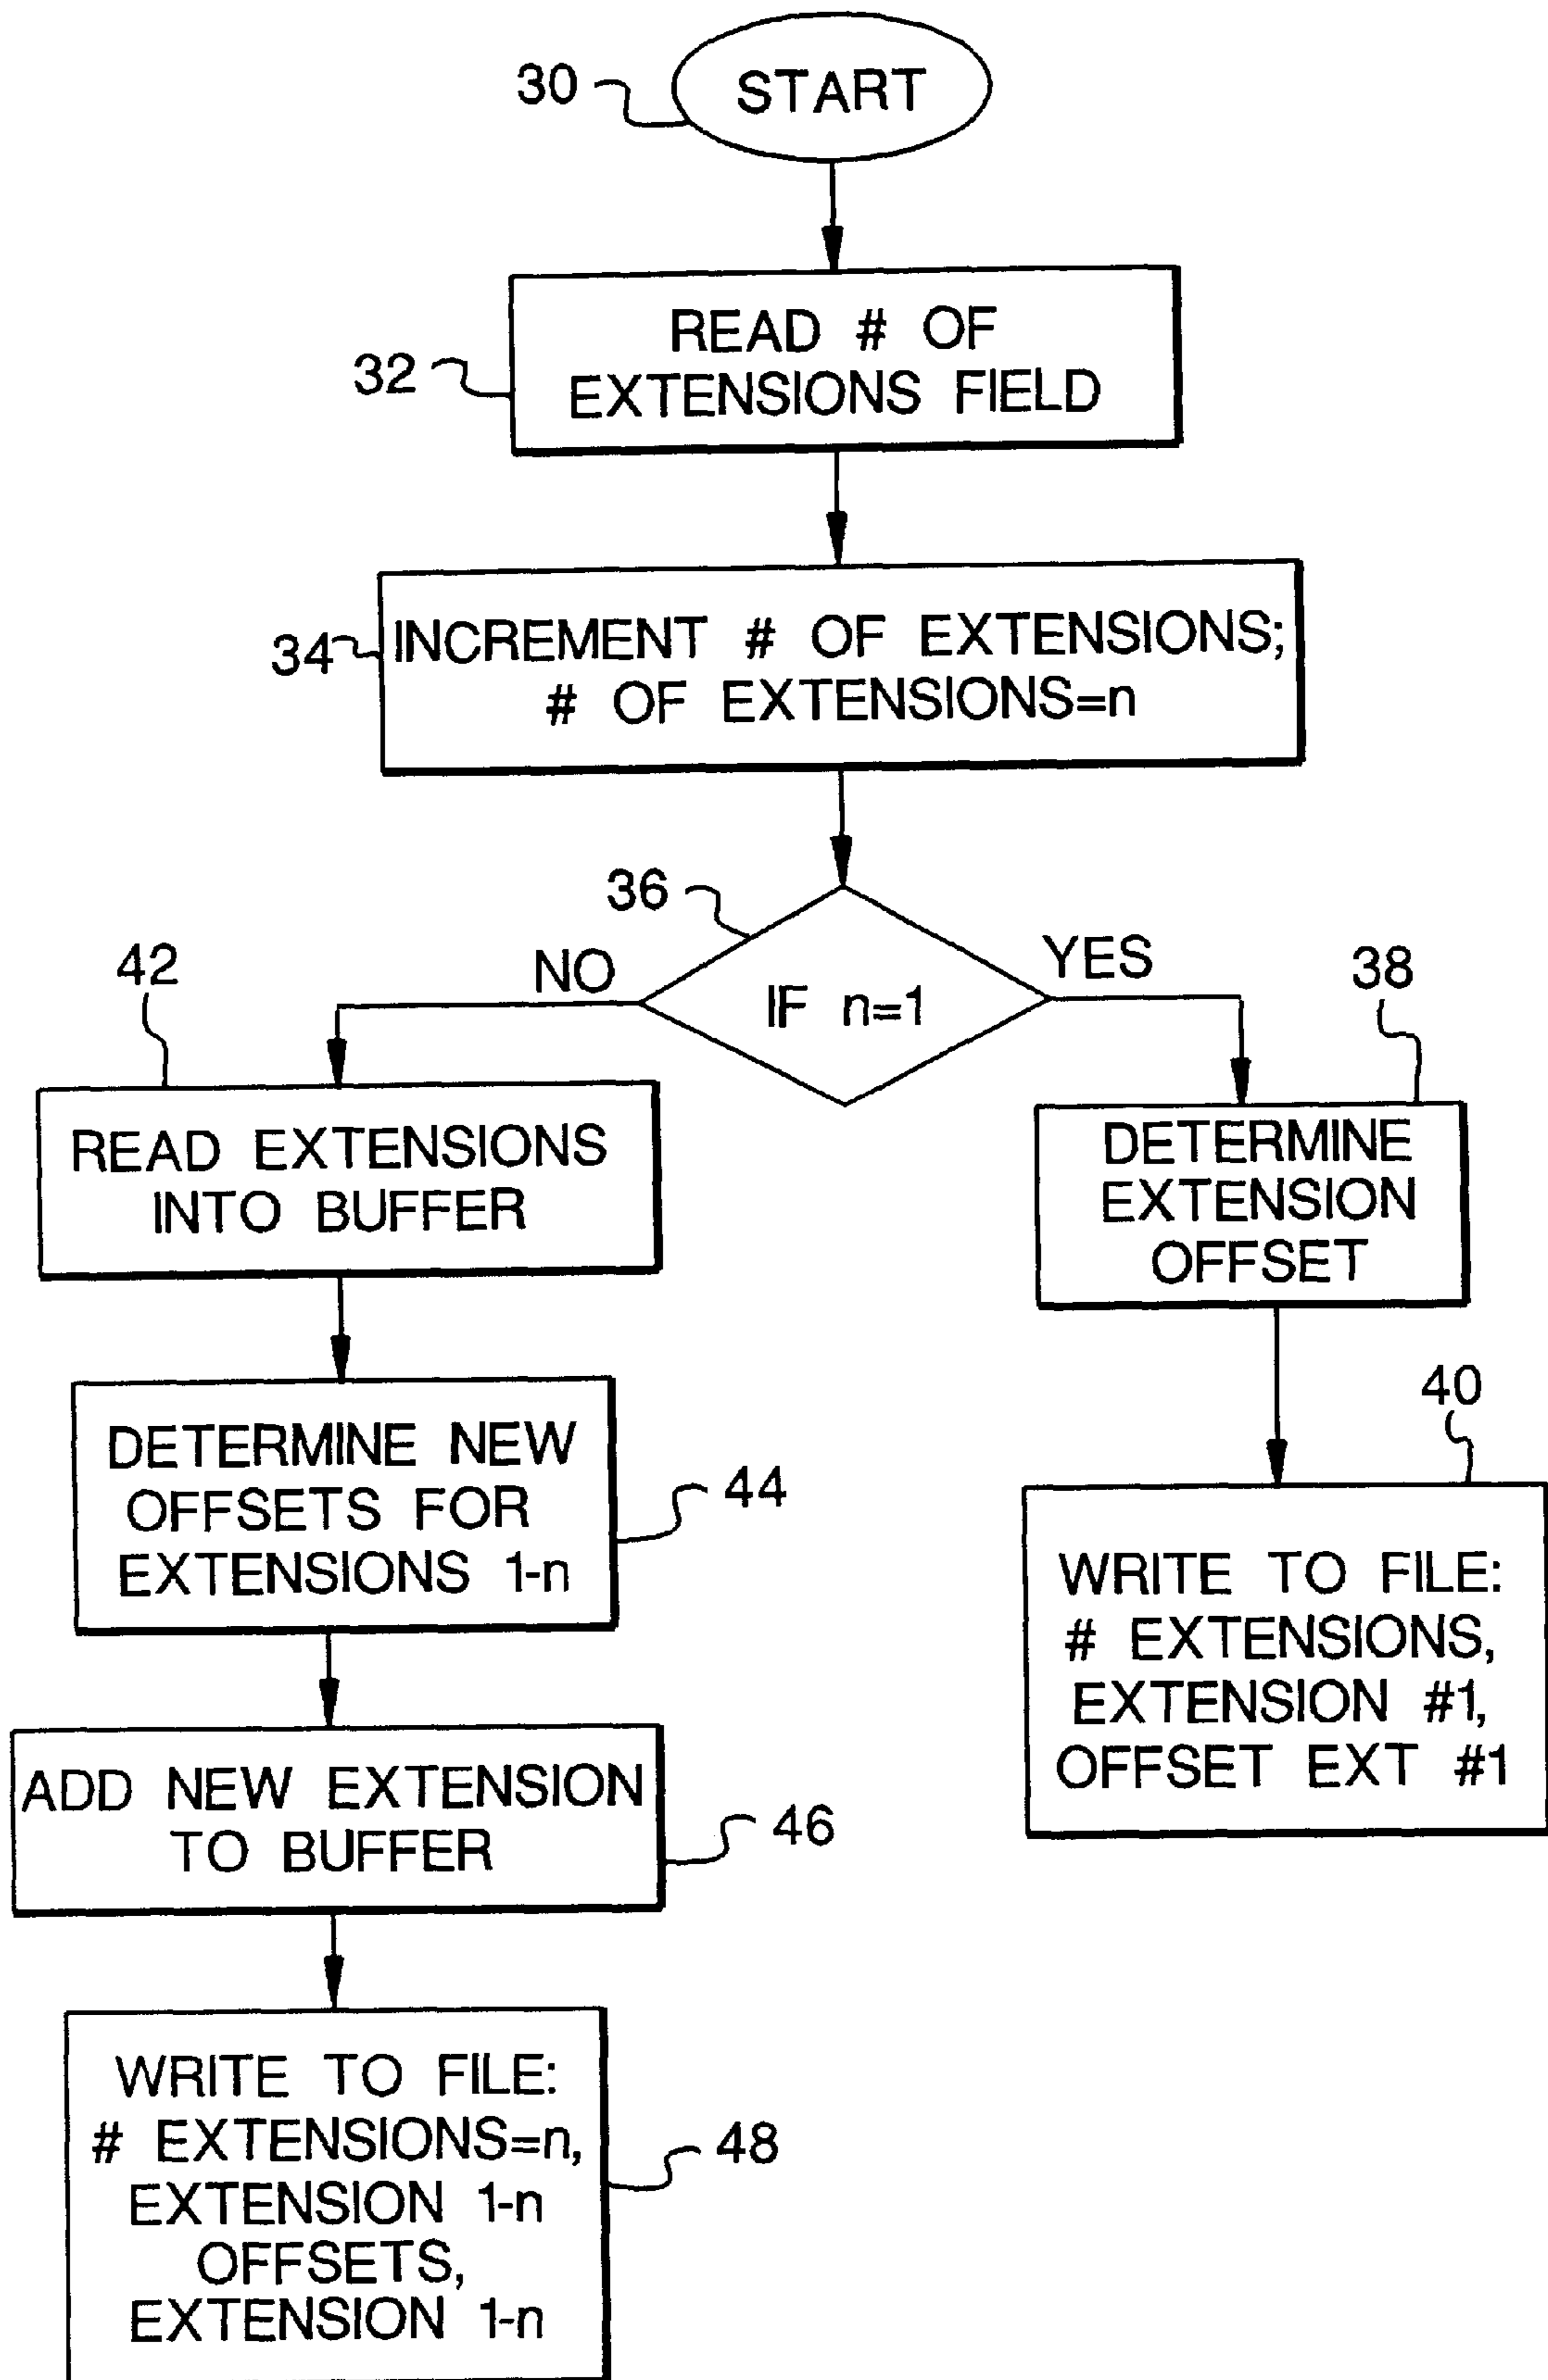 30
START
32
READ # OF
EXTENSIONS FIELD
34
INCREMENT # OF EXTENSIONS;
# OF EXTENSIONS=n
36
NO
IF n=1
YES
42
READ EXTENSIONS
INTO BUFFER
38
DETERMINE
EXTENSION
OFFSET
DETERMINE NEW
OFFSETS FOR
EXTENSIONS 1-n
44
40
WRITE TO FILE:
# EXTENSIONS,
EXTENSION #1,
OFFSET EXT #1
ADD NEW EXTENSION
TO BUFFER
46
WRITE TO FILE:
# EXTENSIONS=n,
EXTENSION 1-n
OFFSETS,
EXTENSION 1-n
48